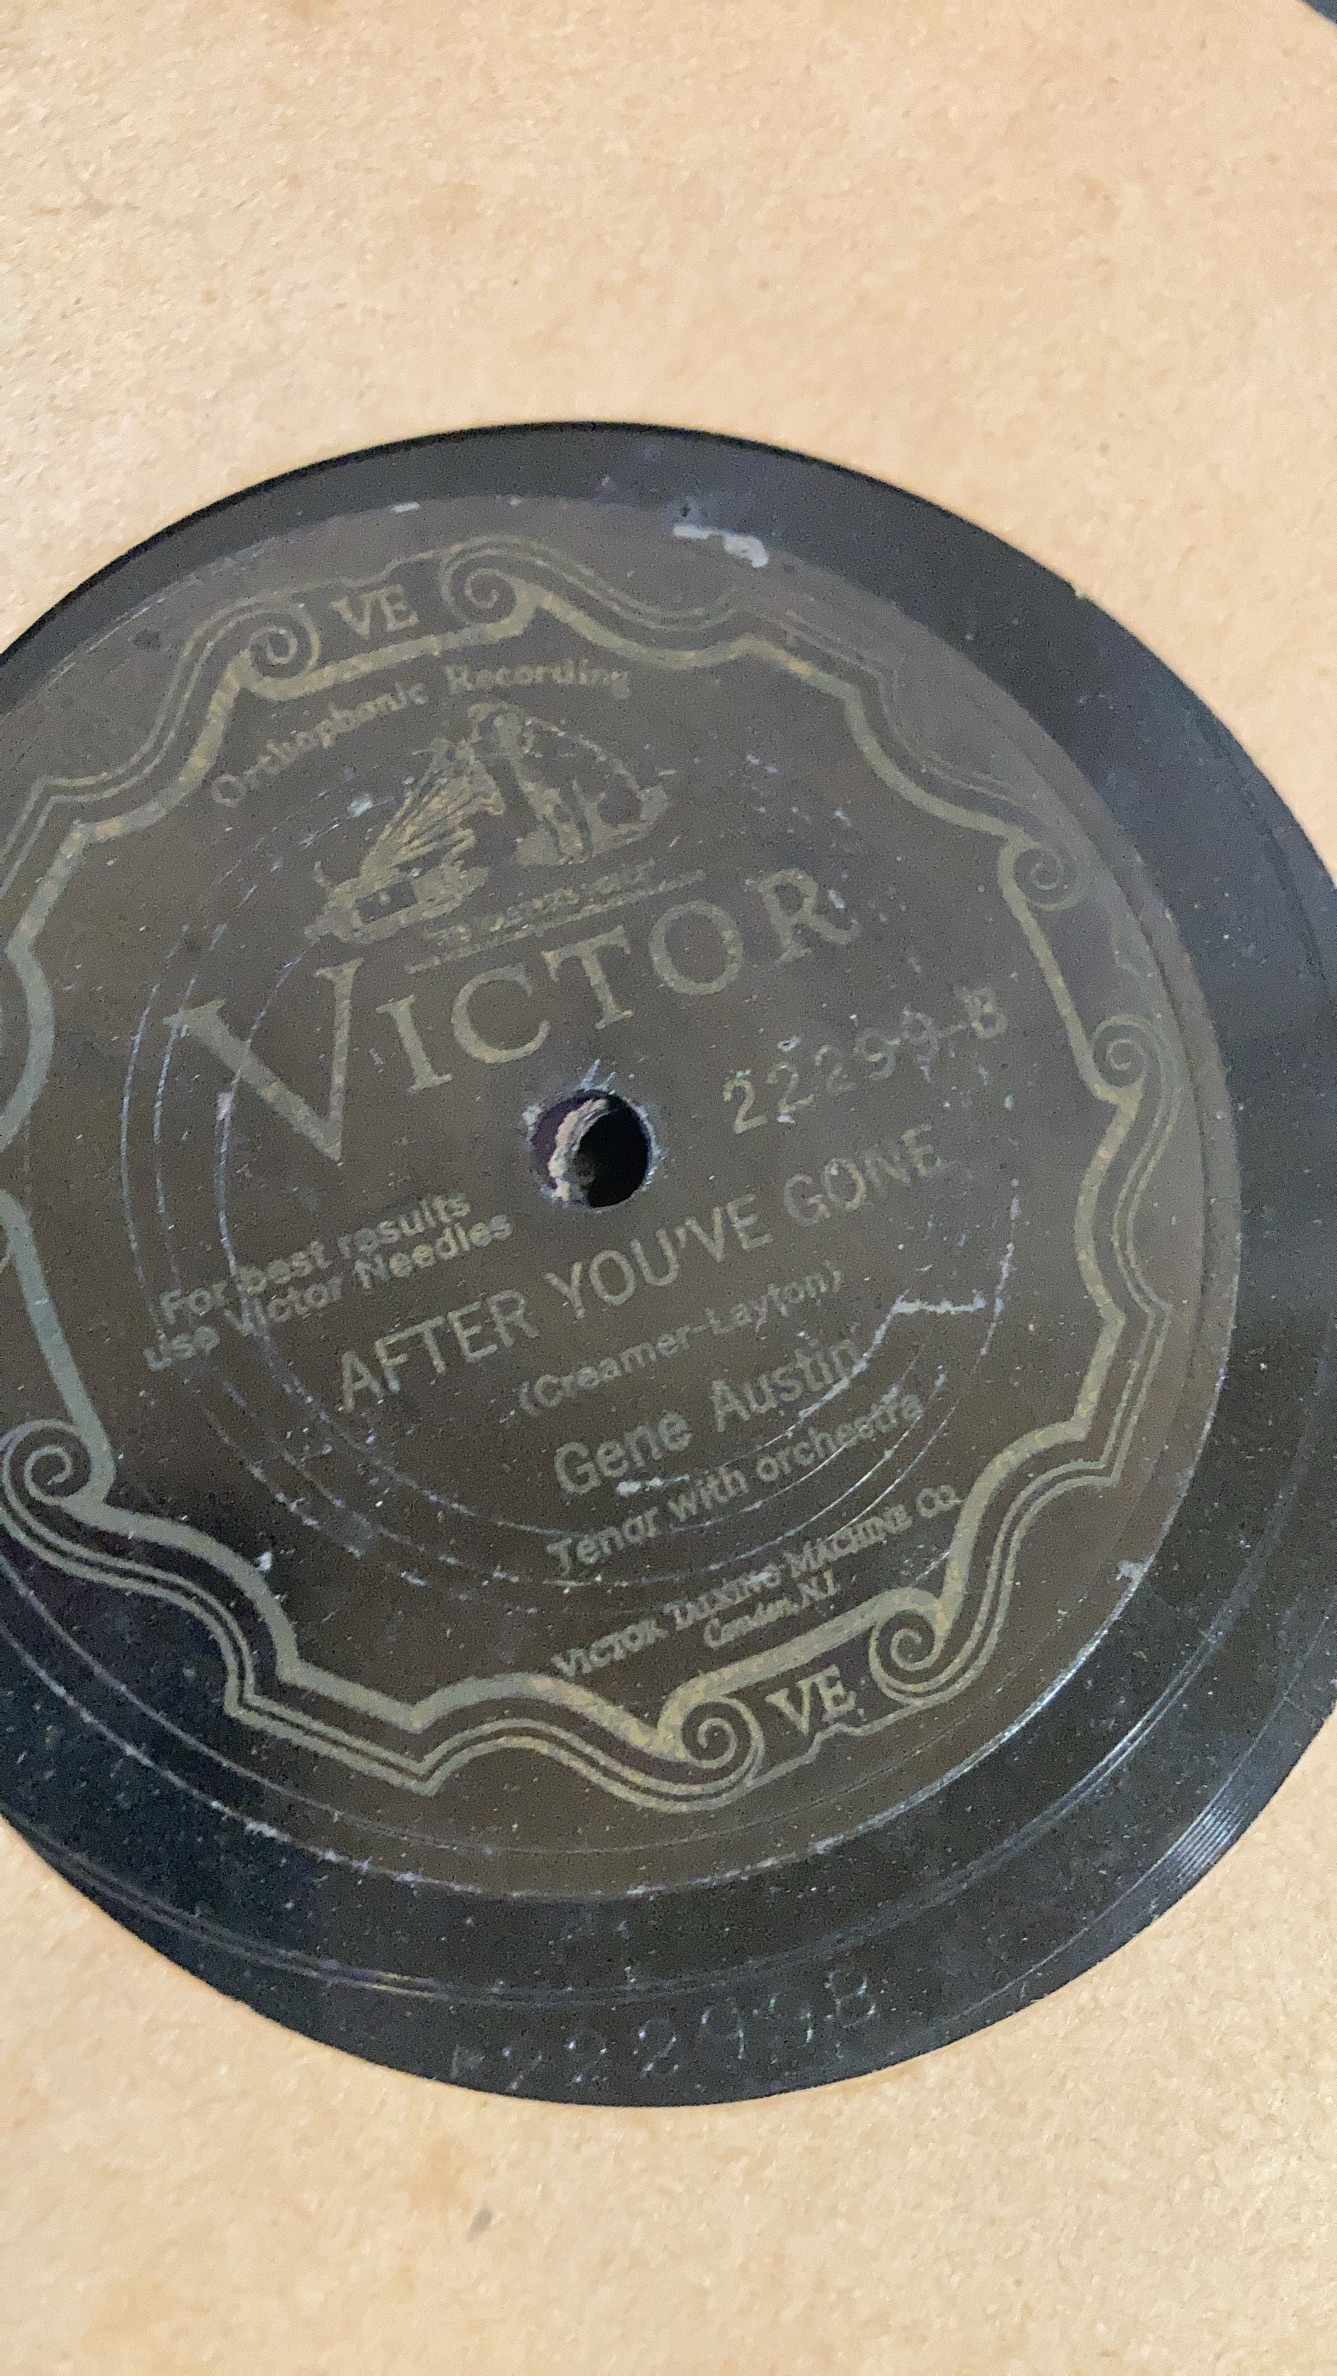 VE
Orthophonic Recording
"HIS MASTER'S VOICE"
VICTOR
22299-B
For best results
use Victor Needles
AFTER YOU'VE GONE
(Creamer-Layton)
Gene Austin
Tenor with orchestra
VICTOR TALKING MACHINE CO.
Camden, N.J.
VE